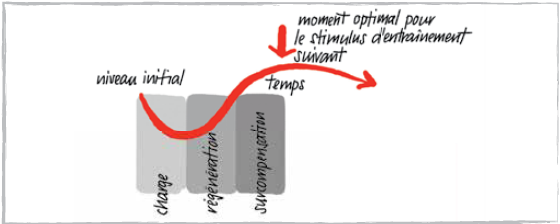 moment optimal pour
le stimulus d'entraînement
suivant
niveau initial
temps
charge
régénération
surcompensation